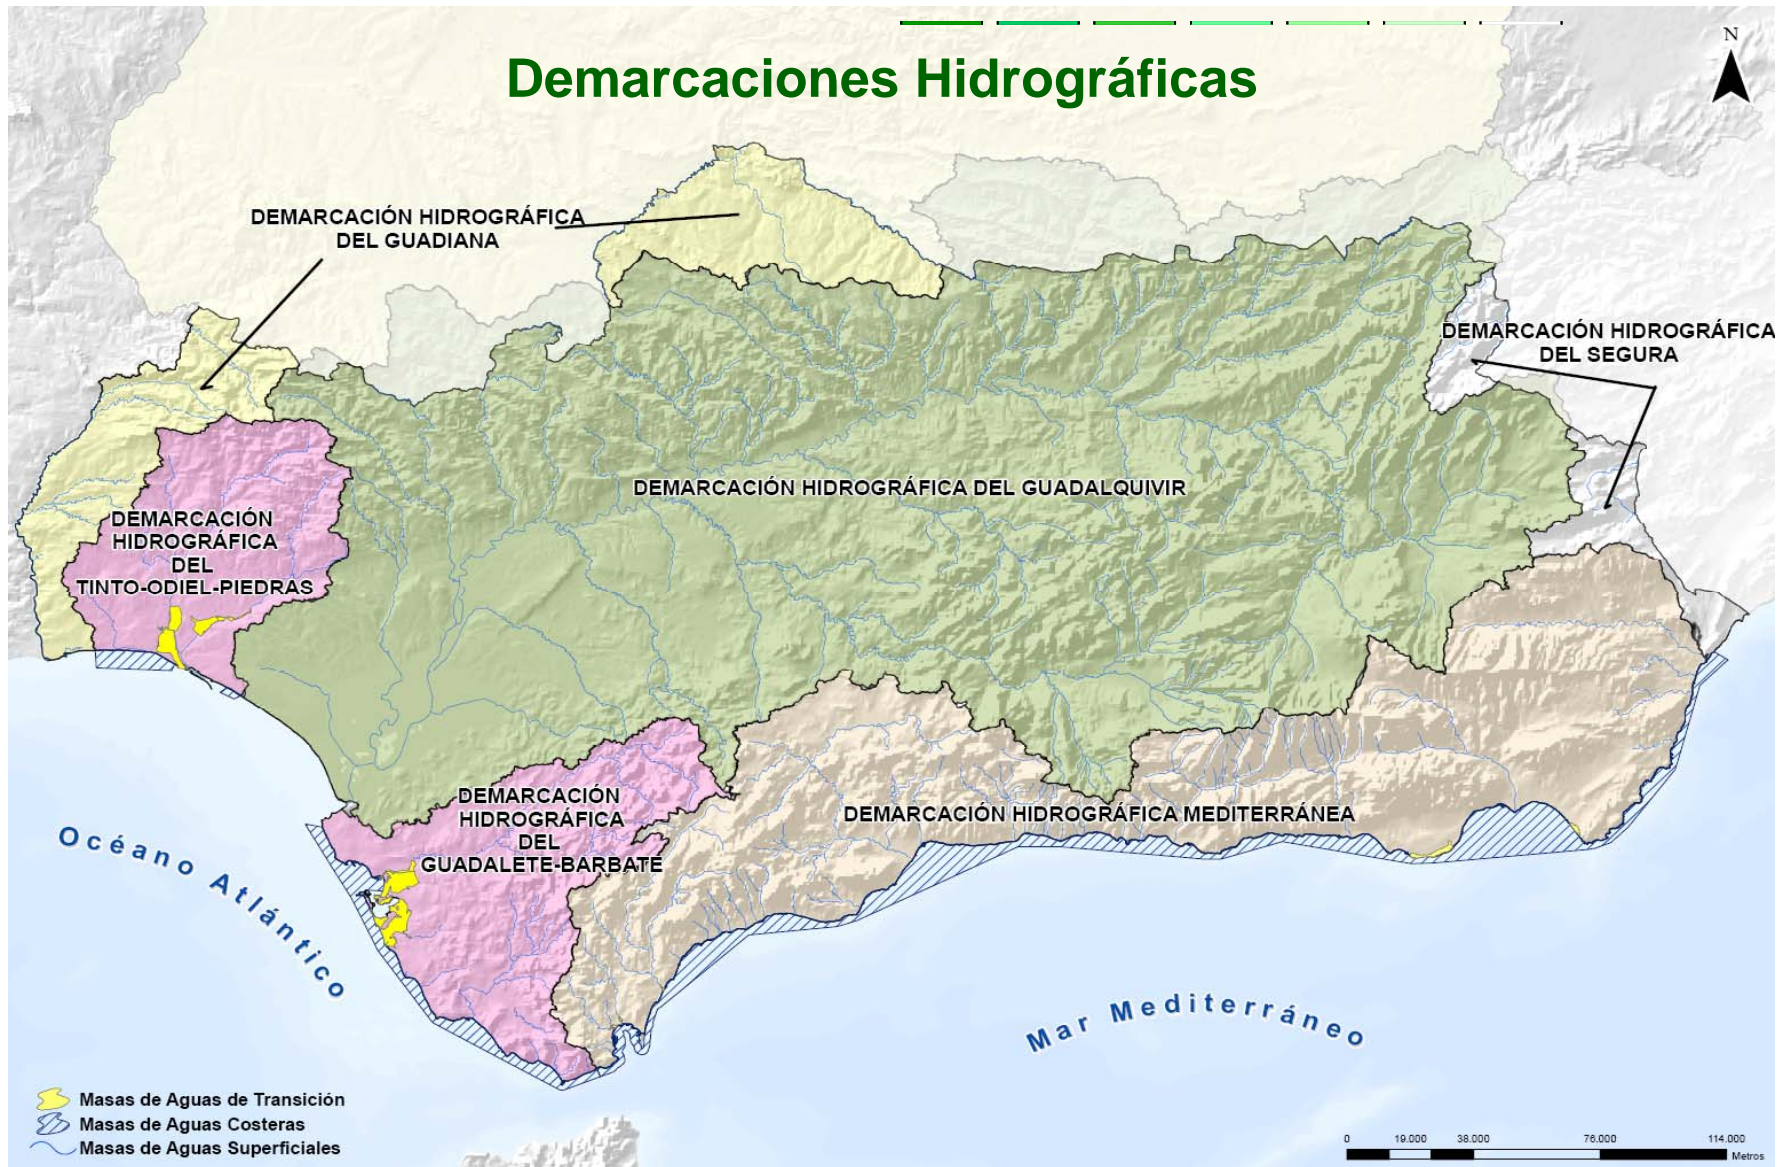 Demarcaciones Hidrográficas
N
DEMARCACIÓN HIDROGRÁFICA
DEL GUADIANA
DEMARCACIÓN HIDROGRÁFICA
DEL SEGURA
DEMARCACIÓN HIDROGRÁFICA DEL GUADALQUIVIR
DEMARCACIÓN
HIDROGRÁFICA
DEL
TINTO-ODIEL-PIEDRAS
DEMARCACIÓN
HIDROGRÁFICA
DEL
GUADALETE-BARBATE
DEMARCACIÓN HIDROGRÁFICA MEDITERRÁNEA
Océano Atlántico
Mar Mediterráneo
Masas de Aguas de Transición
Masas de Aguas Costeras
Masas de Aguas Superficiales
0 19.000 38.000 76.000 114.000
Metros